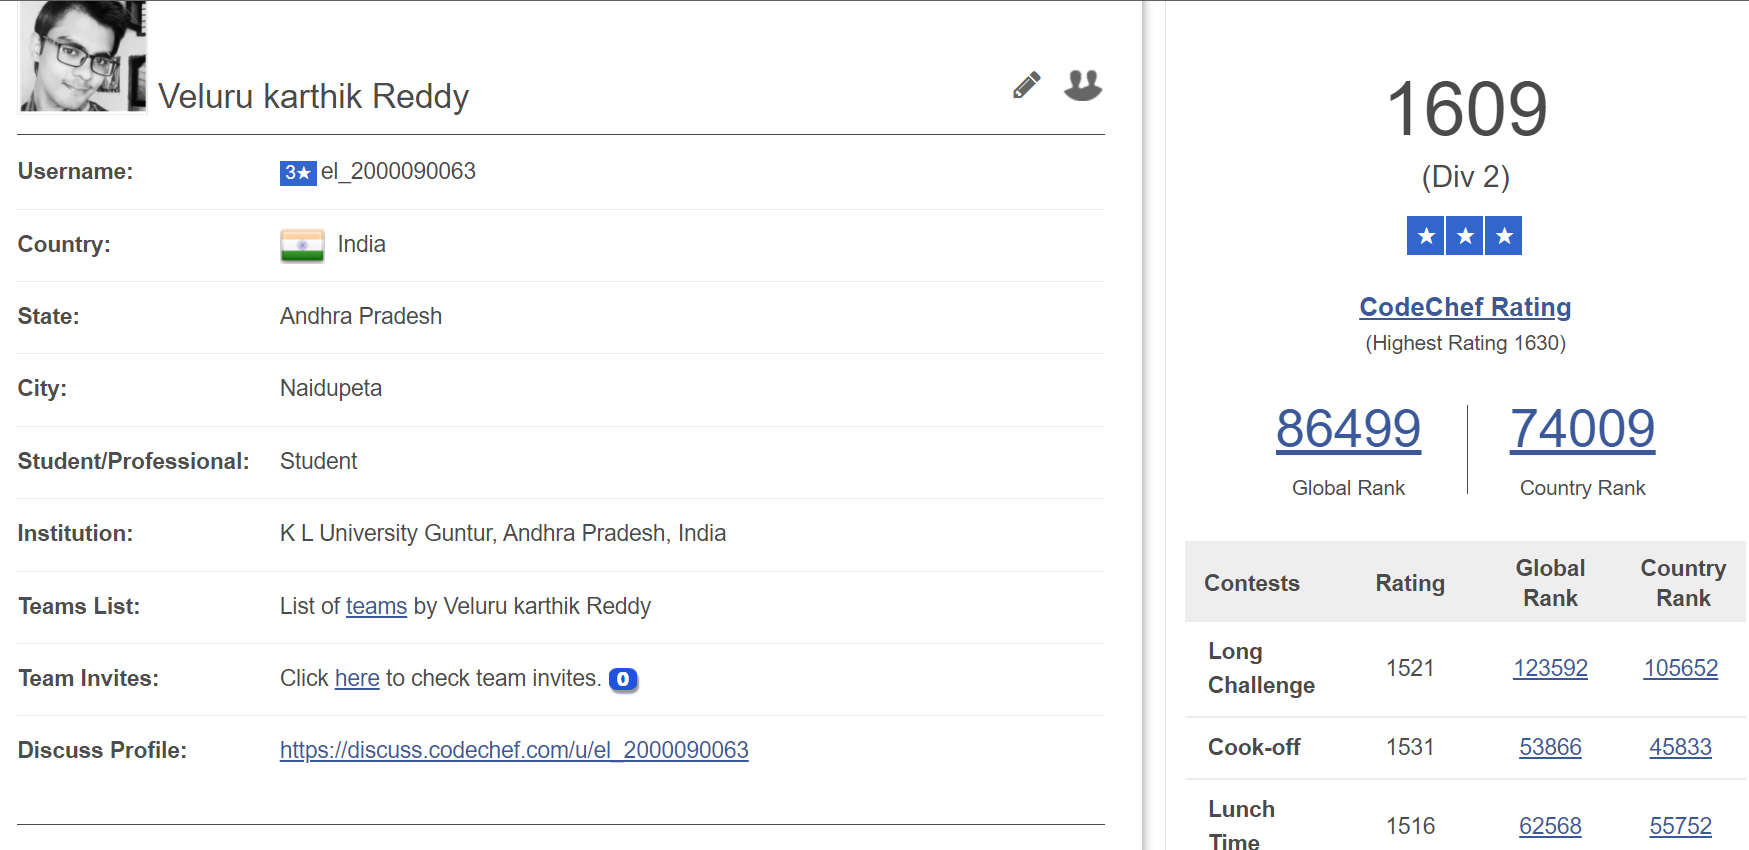 Veluru karthik Reddy
Username: 3★ el_2000090063
Country: India
State: Andhra Pradesh
City: Naidupeta
Student/Professional: Student
Institution: K L University Guntur, Andhra Pradesh, India
Teams List: List of teams by Veluru karthik Reddy
Team Invites: Click here to check team invites. 0
Discuss Profile: https://discuss.codechef.com/u/el_2000090063
1609
(Div 2)
★ ★ ★
CodeChef Rating
(Highest Rating 1630)
86499 74009
Global Rank Country Rank
Contests Rating Global Rank Country Rank
Long Challenge 1521 123592 105652
Cook-off 1531 53866 45833
Lunch Time 1516 62568 55752